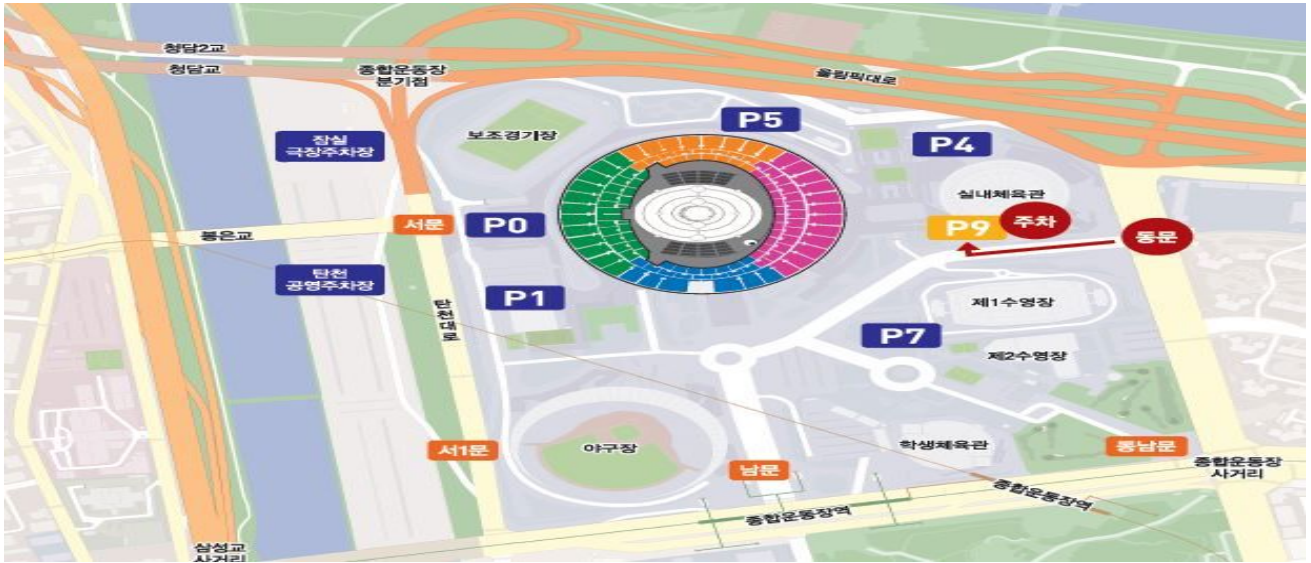 청담2교
청담교
종합운동장
분기점
올림픽대로
보조경기장
P5
잠실
극장주차장
P4
실내체육관
서문
P0
P9
주차
동문
봉은교
탄천
공영주차장
P1
탄천대로
제1수영장
P7
제2수영장
서1문
야구장
남문
학생체육관
동남문
종합운동장
사거리
종합운동장역
종합운동장역
삼성교
사거리